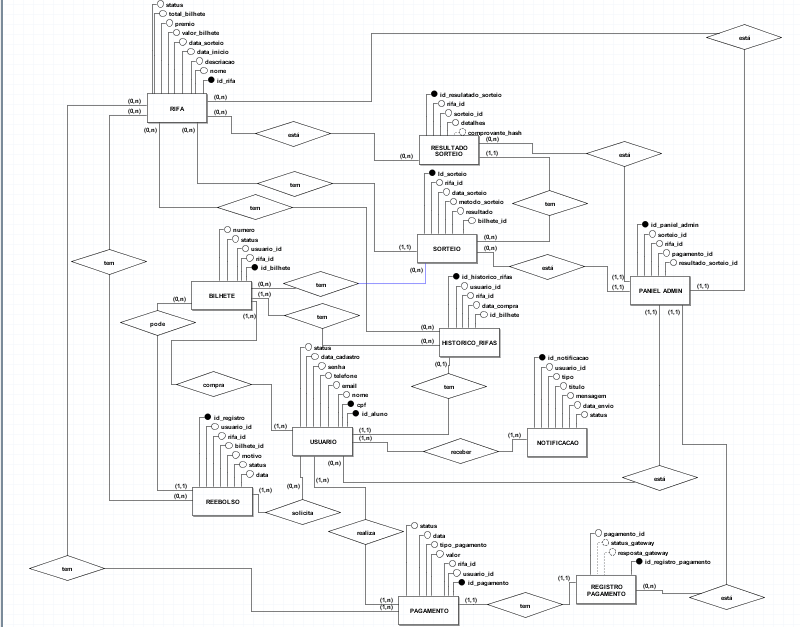 status
total_bilhete
premio
valor_bilhete
data_sorteio
data_inicio
descriacao
nome
id_rifa
RIFA
(0,n)
(0,n)
(0,n)
(0,n)
(0,n)
(0,n)
está
está
id_resulatado_sorteio
rifa_id
sorteio_id
detalhes
comprovante_hash
RESULTADO
SORTEIO
(0,n)
(0,n)
(1,1)
está
tem
tem
tem
Id_sorteio
rifa_id
data_sorteio
metodo_sorteio
resultado
bilhete_id
SORTEIO
(1,1)
(0,n)
(0,n)
(0,n)
está
id_paniel_admin
sorteio_id
rifa_id
pagamento_id
resultado_sorteio_id
PANIEL ADMIN
(1,1)
(1,1)
(1,1)
(1,1)
(1,1)
tem
numero
status
usuario_id
rifa_id
id_bilhete
BILHETE
(0,n)
(0,n)
(1,n)
(1,n)
tem
tem
pode
id_historico_rifas
usuario_id
rifa_id
data_compra
id_bilhete
HISTORICO_RIFAS
(0,n)
(0,n)
(0,1)
tem
compra
status
data_cadastro
senha
telefone
email
nome
cpf
id_aluno
USUARIO
(1,n)
(1,1)
(1,n)
(0,n)
(0,n)
(1,n)
receber
id_notificacao
usuario_id
tipo
titulo
mensagem
data_envio
status
NOTIFICACAO
(1,n)
id_registro
usuario_id
rifa_id
bilhete_id
motivo
status
data
REEBOLSO
(1,1)
(0,n)
(1,n)
solicita
realiza
está
tem
status
data
tipo_pagamento
valor
rifa_id
usuario_id
id_pagamento
PAGAMENTO
(1,n)
(1,n)
(1,1)
tem
pagamento_id
status_gateway
resposta_gateway
id_registro_pagamento
REGISTRO
PAGAMENTO
(1,1)
(0,n)
está